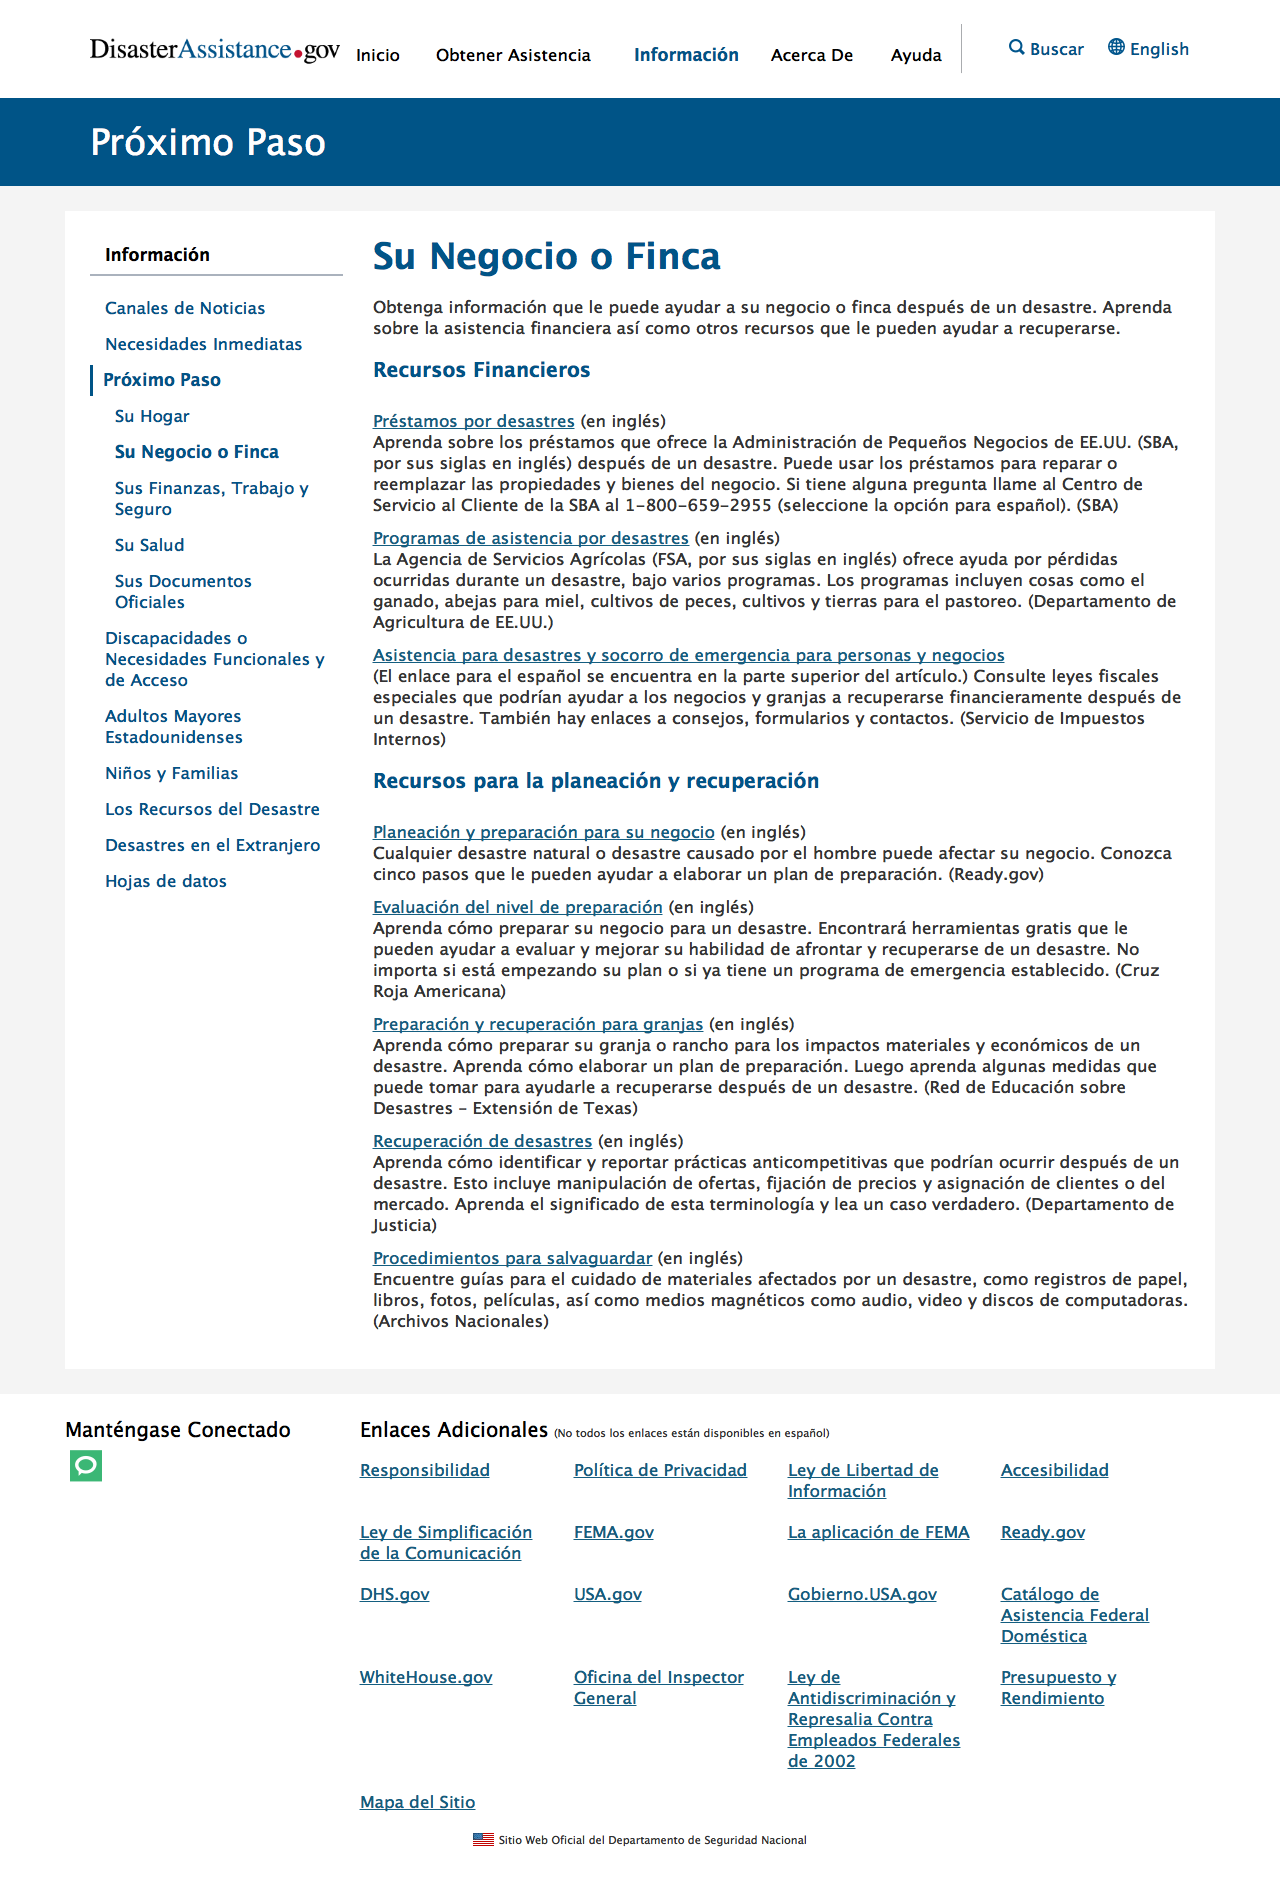 DisasterAssistance.gov
Inicio
Obtener Asistencia
Información
Acerca De
Ayuda
Buscar
English
Próximo Paso
Información
Canales de Noticias
Necesidades Inmediatas
Próximo Paso
Su Hogar
Su Negocio o Finca
Sus Finanzas, Trabajo y
Seguro
Su Salud
Sus Documentos
Oficiales
Discapacidades o
Necesidades Funcionales y
de Acceso
Adultos Mayores
Estadounidenses
Niños y Familias
Los Recursos del Desastre
Desastres en el Extranjero
Hojas de datos
Su Negocio o Finca
Obtenga información que le puede ayudar a su negocio o finca después de un desastre. Aprenda
sobre la asistencia financiera así como otros recursos que le pueden ayudar a recuperarse.
Recursos Financieros
Préstamos por desastres (en inglés)
Aprenda sobre los préstamos que ofrece la Administración de Pequeños Negocios de EE.UU. (SBA,
por sus siglas en inglés) después de un desastre. Puede usar los préstamos para reparar o
reemplazar las propiedades y bienes del negocio. Si tiene alguna pregunta llame al Centro de
Servicio al Cliente de la SBA al 1-800-659-2955 (seleccione la opción para español). (SBA)
Programas de asistencia por desastres (en inglés)
La Agencia de Servicios Agrícolas (FSA, por sus siglas en inglés) ofrece ayuda por pérdidas
ocurridas durante un desastre, bajo varios programas. Los programas incluyen cosas como el
ganado, abejas para miel, cultivos de peces, cultivos y tierras para el pastoreo. (Departamento de
Agricultura de EE.UU.)
Asistencia para desastres y socorro de emergencia para personas y negocios
(El enlace para el español se encuentra en la parte superior del artículo.) Consulte leyes fiscales
especiales que podrían ayudar a los negocios y granjas a recuperarse financieramente después de
un desastre. También hay enlaces a consejos, formularios y contactos. (Servicio de Impuestos
Internos)
Recursos para la planeación y recuperación
Planeación y preparación para su negocio (en inglés)
Cualquier desastre natural o desastre causado por el hombre puede afectar su negocio. Conozca
cinco pasos que le pueden ayudar a elaborar un plan de preparación. (Ready.gov)
Evaluación del nivel de preparación (en inglés)
Aprenda cómo preparar su negocio para un desastre. Encontrará herramientas gratis que le
pueden ayudar a evaluar y mejorar su habilidad de afrontar y recuperarse de un desastre. No
importa si está empezando su plan o si ya tiene un programa de emergencia establecido. (Cruz
Roja Americana)
Preparación y recuperación para granjas (en inglés)
Aprenda cómo preparar su granja o rancho para los impactos materiales y económicos de un
desastre. Aprenda cómo elaborar un plan de preparación. Luego aprenda algunas medidas que
puede tomar para ayudarle a recuperarse después de un desastre. (Red de Educación sobre
Desastres – Extensión de Texas)
Recuperación de desastres (en inglés)
Aprenda cómo identificar y reportar prácticas anticompetitivas que podrían ocurrir después de un
desastre. Esto incluye manipulación de ofertas, fijación de precios y asignación de clientes o del
mercado. Aprenda el significado de esta terminología y lea un caso verdadero. (Departamento de
Justicia)
Procedimientos para salvaguardar (en inglés)
Encuentre guías para el cuidado de materiales afectados por un desastre, como registros de papel,
libros, fotos, películas, así como medios magnéticos como audio, video y discos de computadoras.
(Archivos Nacionales)
Manténgase Conectado
Enlaces Adicionales (No todos los enlaces están disponibles en español)
Responsibilidad
Política de Privacidad
Ley de Libertad de
Información
Accesibilidad
Ley de Simplificación
de la Comunicación
FEMA.gov
La aplicación de FEMA
Ready.gov
DHS.gov
USA.gov
Gobierno.USA.gov
Catálogo de
Asistencia Federal
Doméstica
WhiteHouse.gov
Oficina del Inspector
General
Ley de
Antidiscriminación y
Represalia Contra
Empleados Federales
de 2002
Presupuesto y
Rendimiento
Mapa del Sitio
Sitio Web Oficial del Departamento de Seguridad Nacional